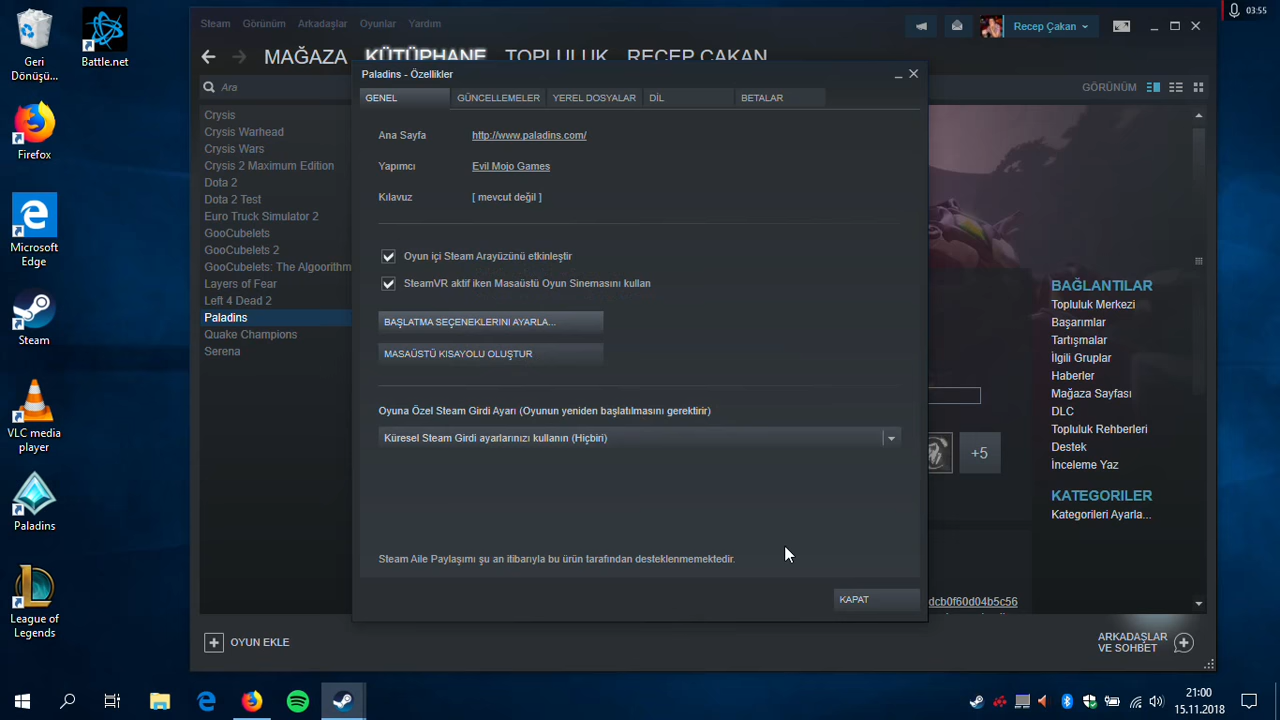 Geri
Dönüşü...
Battle.net
Firefox
Microsoft
Edge
Steam
VLC media
player
Paladins
League of
Legends
Steam Görünüm Arkadaşlar Oyunlar Yardım
Recep Çakan
03:55
MAĞAZA KÜTÜPHANE TOPLULUK RECEP ÇAKAN
Ara
GÖRÜNÜM
Crysis
Crysis Warhead
Crysis Wars
Crysis 2 Maximum Edition
Dota 2
Dota 2 Test
Euro Truck Simulator 2
GooCubelets
GooCubelets 2
GooCubelets: The Algoorithm
Layers of Fear
Left 4 Dead 2
Paladins
Quake Champions
Serena
Paladins - Özellikler
GENEL GÜNCELLEMELER YEREL DOSYALAR DİL BETALAR
Ana Sayfa http://www.paladins.com/
Yapımcı Evil Mojo Games
Kılavuz [ mevcut değil ]
Oyun içi Steam Arayüzünü etkinleştir
SteamVR aktif iken Masaüstü Oyun Sinemasını kullan
BAŞLATMA SEÇENEKLERINI AYARLA...
MASAÜSTÜ KISAYOLU OLUŞTUR
Oyuna Özel Steam Girdi Ayarı (Oyunun yeniden başlatılmasını gerektirir)
Küresel Steam Girdi ayarlarınızı kullanın (Hiçbiri)
Steam Aile Paylaşımı şu an itibarıyla bu ürün tarafından desteklenmemektedir.
KAPAT
+5
dcb0f60d04b5c56
BAĞLANTILAR
Topluluk Merkezi
Başarımlar
Tartışmalar
İlgili Gruplar
Haberler
Mağaza Sayfası
DLC
Topluluk Rehberleri
Destek
İnceleme Yaz
KATEGORILER
Kategorileri Ayarla...
OYUN EKLE
ARKADAŞLAR
VE SOHBET
21:00
15.11.2018